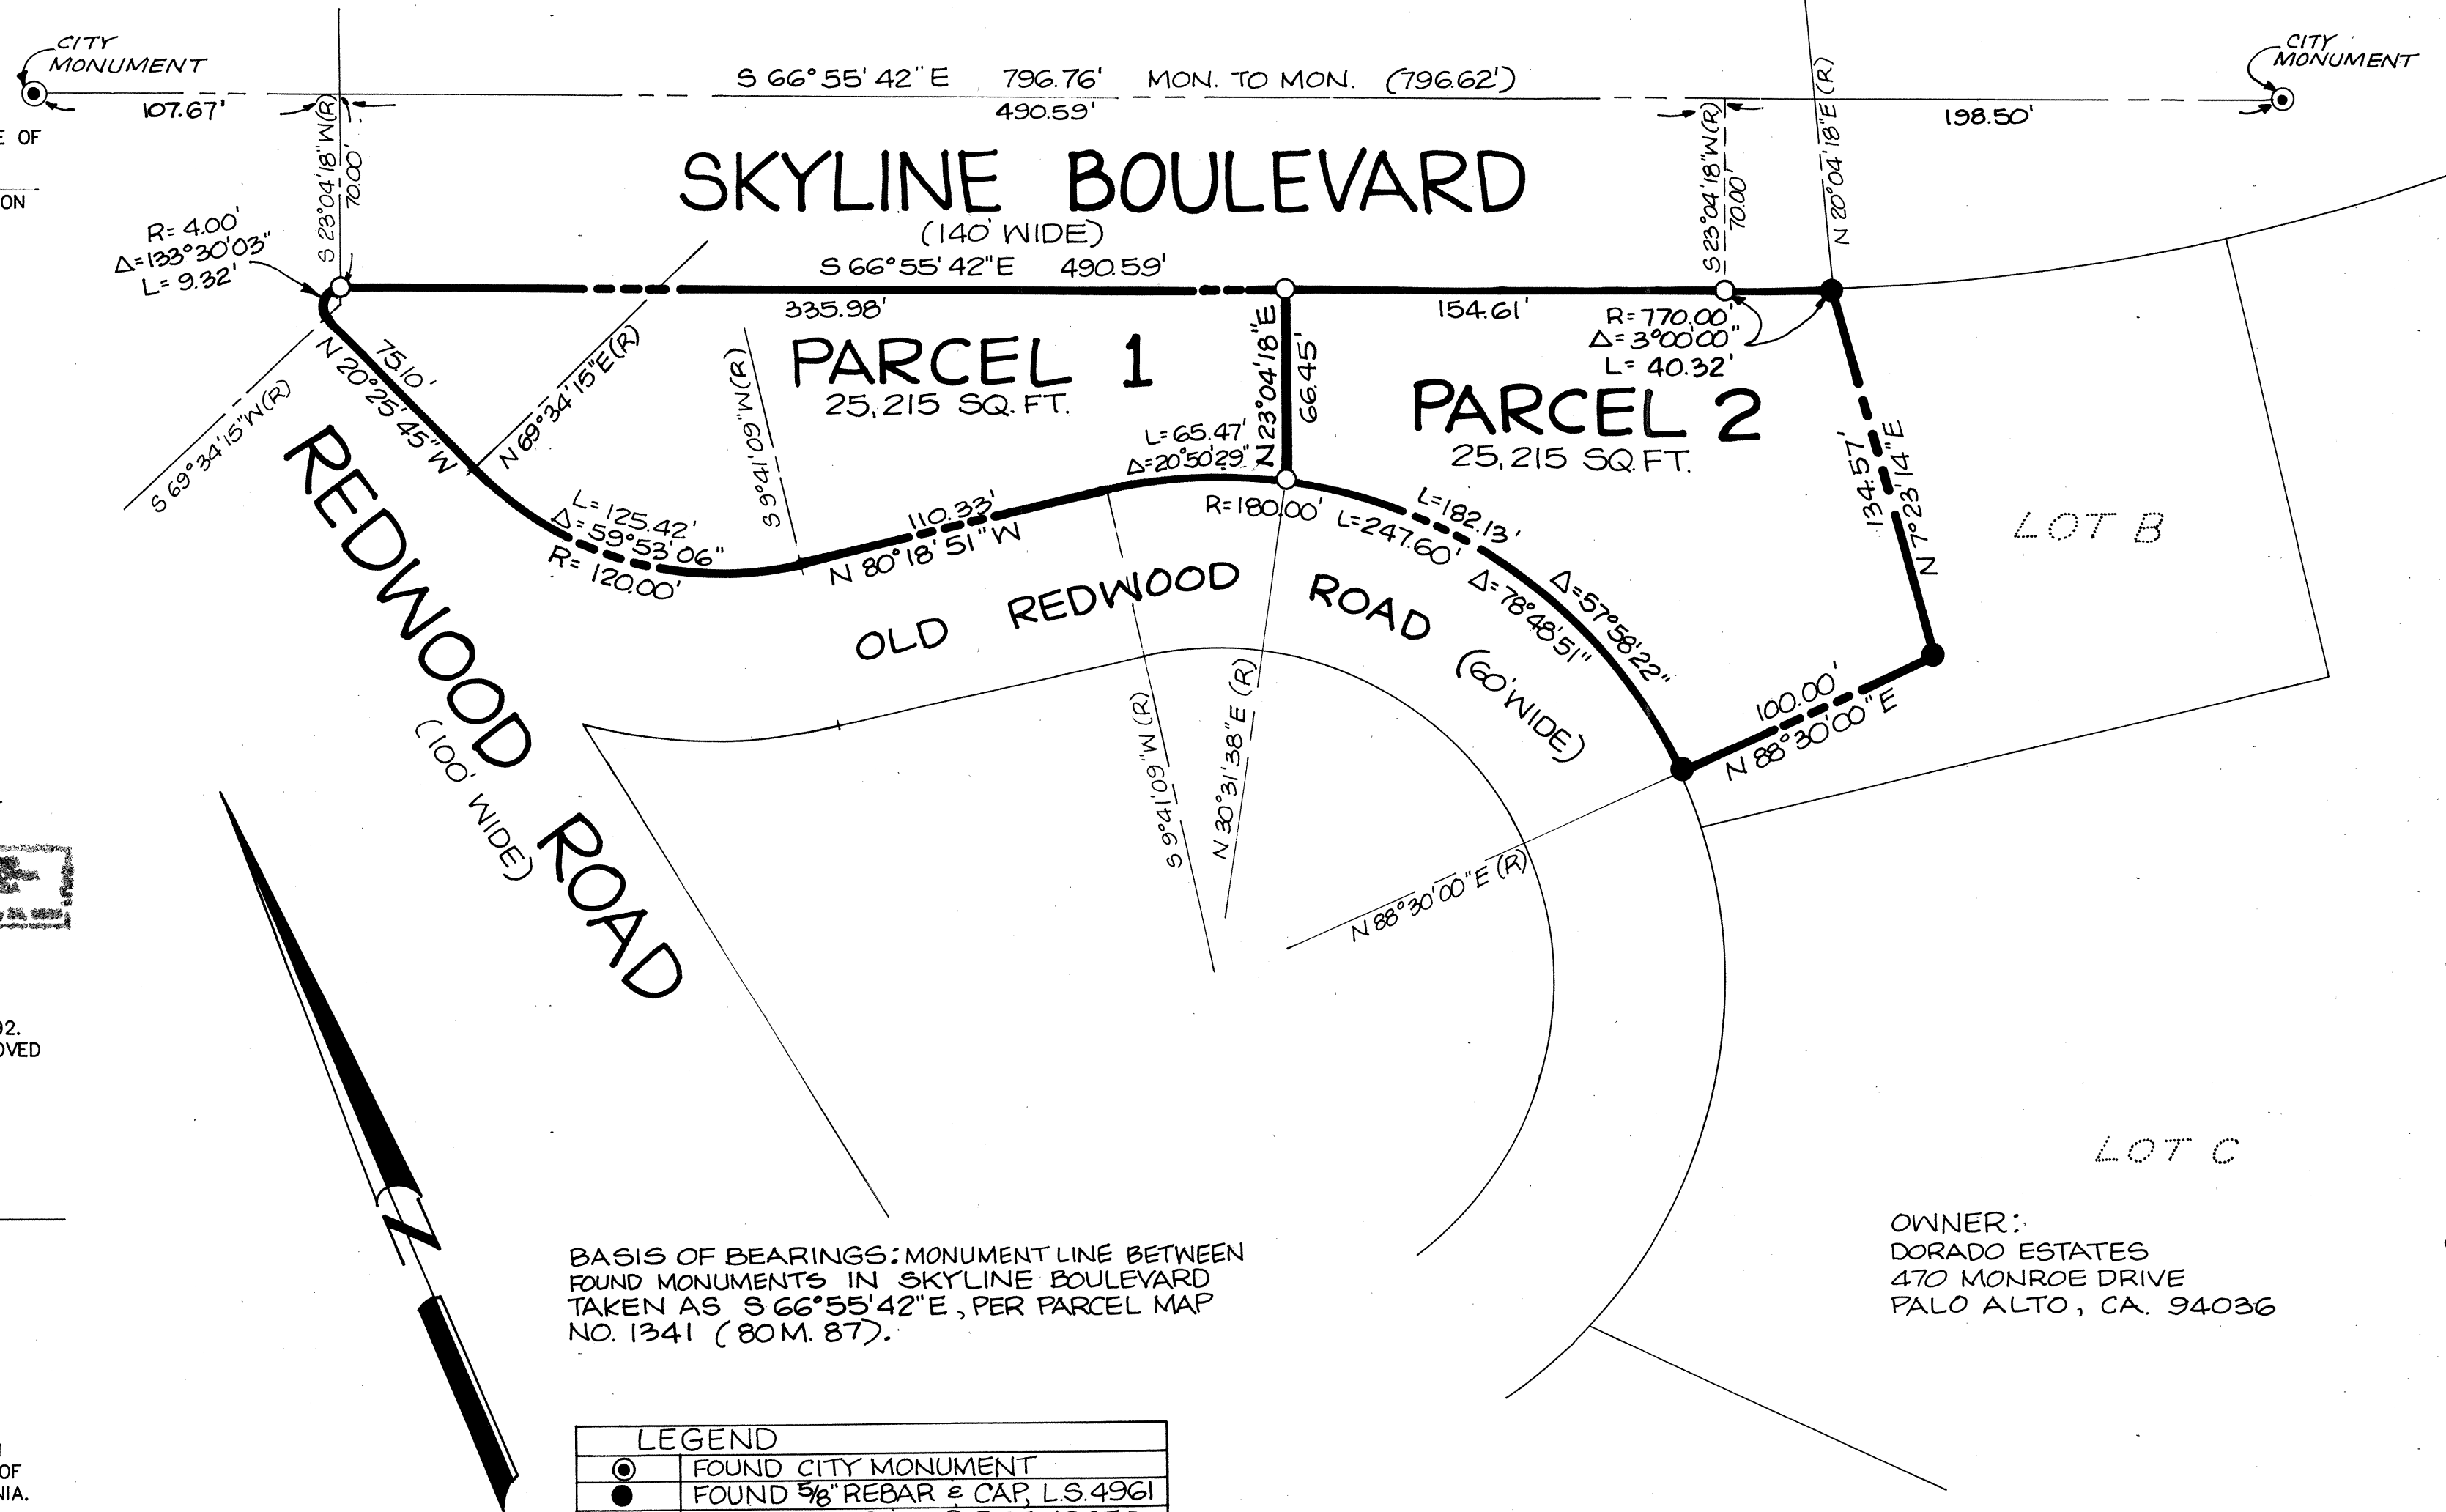 CITY
MONUMENT
107.67'
S 66°55'42"E 796.76' MON. TO MON. (796.62')
490.59'
198.50'
CITY
MONUMENT
E OF
ON
S 23°04'18"W(R)
70.00'
SKYLINE BOULEVARD
(140' WIDE)
S 66°55'42"E 490.59'
S 23°04'18"W(R)
70.00'
N 20°04'18"E (R)
R= 4.00'
Δ=133°30'03"
L= 9.32'
335.98'
154.61'
R=770.00'
Δ=3°00'00"
L= 40.32'
PARCEL 1
25,215 SQ. FT.
PARCEL 2
25,215 SQ. FT.
N 23°04'18"E
66.45'
75.10'
N 20°25'45"W
S 69°34'15"W(R)
N 69°34'15"E(R)
S 9°41'09"W(R)
L=65.47'
Δ=20°50'29"
R=180.00'
L=247.60'
Δ=78°48'51"
L=182.13'
Δ=57°58'22"
L=125.42'
Δ=59°53'06"
R= 120.00'
110.33'
N 80°18'51"W
134.57'
N 7°23'14"E
LOT B
100.00'
N 88°30'00"E
REDWOOD ROAD
(100' WIDE)
OLD REDWOOD ROAD (60' WIDE)
S 9°41'09"W (R)
N 30°31'38"E (R)
N 88°30'00"E (R)
92.
OVED
N
LOT C
OWNER:
DORADO ESTATES
470 MONROE DRIVE
PALO ALTO, CA. 94036
BASIS OF BEARINGS: MONUMENT LINE BETWEEN
FOUND MONUMENTS IN SKYLINE BOULEVARD
TAKEN AS S 66°55'42"E, PER PARCEL MAP
NO. 1341 (80 M. 87).
OF
NIA.
LEGEND
FOUND CITY MONUMENT
FOUND 5/8" REBAR & CAP, L.S. 4961